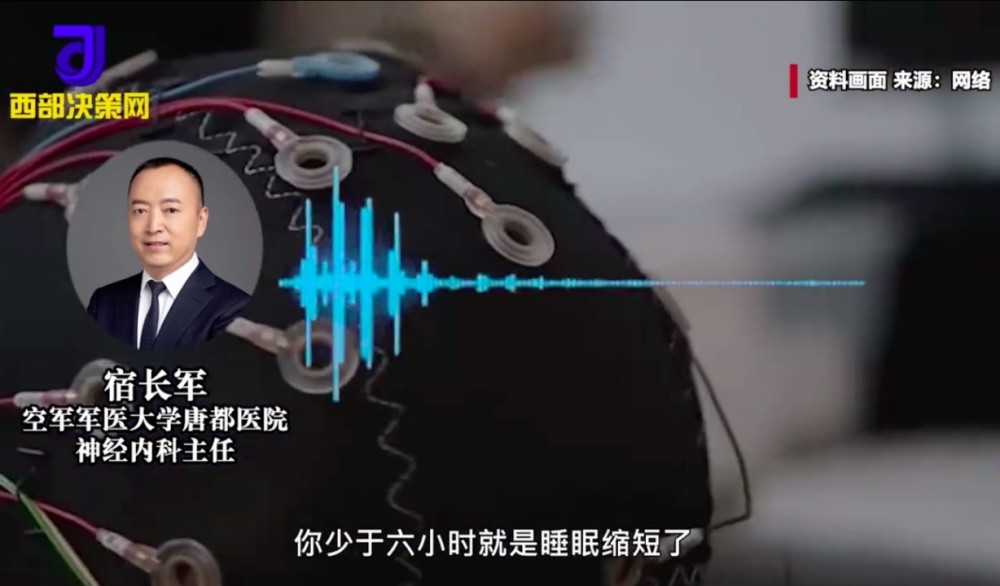 西部决策网
资料画面 来源：网络
宿长军
空军军医大学唐都医院
神经内科主任
你少于六小时就是睡眠缩短了